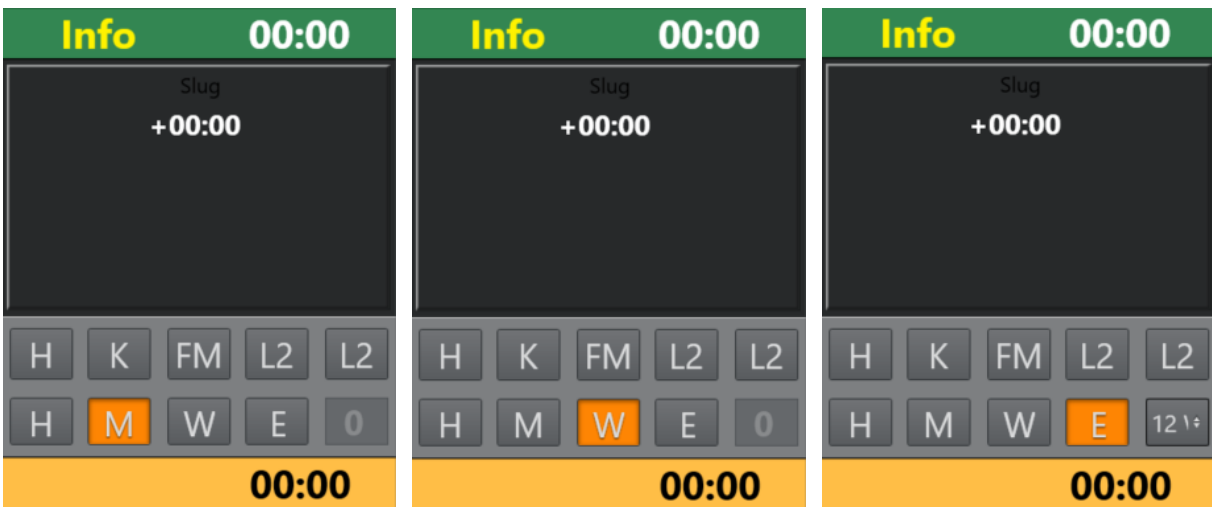 Info 00:00
Slug
+00:00
H K FM L2 L2
H M W E 0
00:00
Info 00:00
Slug
+00:00
H K FM L2 L2
H M W E 0
00:00
Info 00:00
Slug
+00:00
H K FM L2 L2
H M W E 12
00:00